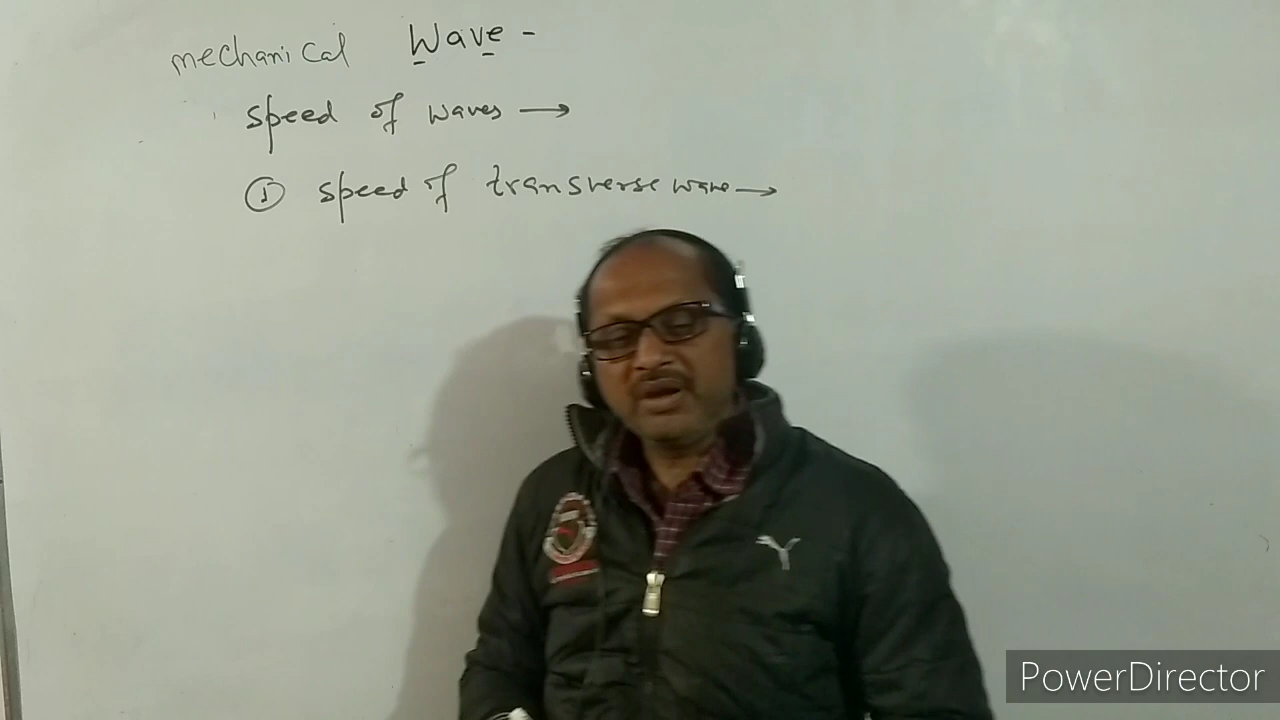 mechanical Wave -
speed of waves →
① speed of transverse wave →
PowerDirector